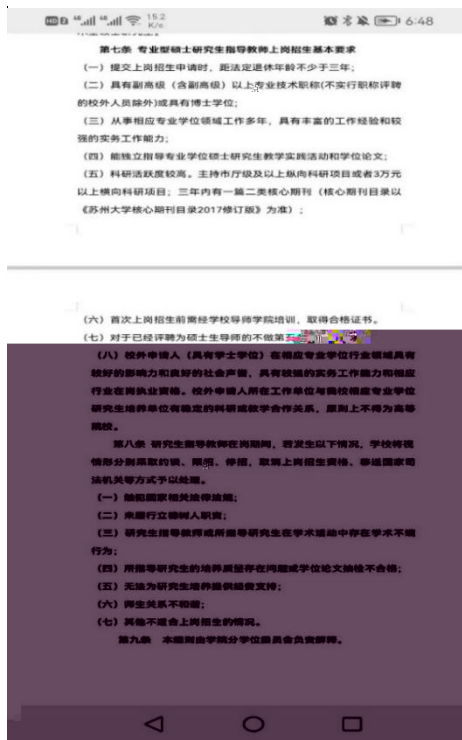 15.2
K/s
6:48
第七条 专业型硕士研究生指导教师上岗招生基本要求
(一)提交上岗招生申请时，距法定退休年龄不少于三年；
(二)具有副高级（含副高级）以上专业技术职称(不实行职称评聘
的校外人员除外)或具有博士学位；
(三)从事相应专业学位领域工作多年，具有丰富的工作经验和较
强的实务工作能力；
(四)能独立指导专业学位硕士研究生教学实践活动和学位论文；
(五)科研活跃度较高。主持市厅级及以上纵向科研项目或者3万元
以上横向科研项目；三年内有一篇二类核心期刊（核心期刊目录以
《苏州大学核心期刊目录2017修订版》为准）；
(六)首次上岗招生前需经学校导师学院培训，取得合格证书。
(七)对于已经评聘为硕士生导师的不做第
(八)校外申请人（具有学士学位）在相应专业学位行业领域具有
较好的影响力和良好的社会声誉，具有较强的实务工作能力和相应
行业在岗执业资格。校外申请人所在工作单位与我校相应专业学位
研究生培养单位有稳定的科研或教学合作关系，原则上不得为高等
院校。
第八条 研究生指导教师在岗期间，若发生以下情况，学校将视
情形分别采取约谈、限招、停招、取消上岗招生资格、移送国家司
法机关等方式予以处理。
(一)触犯国家相关法律法规；
(二)未履行立德树人职责；
(三)研究生指导教师或所指导研究生在学术活动中存在学术不端
行为；
(四)所指导研究生的培养质量存在问题或学位论文抽检不合格；
(五)无法为研究生培养提供经费支持；
(六)师生关系不和谐；
(七)其他不适合上岗招生的情况。
第九条 本细则由学院分学位委员会负责解释。